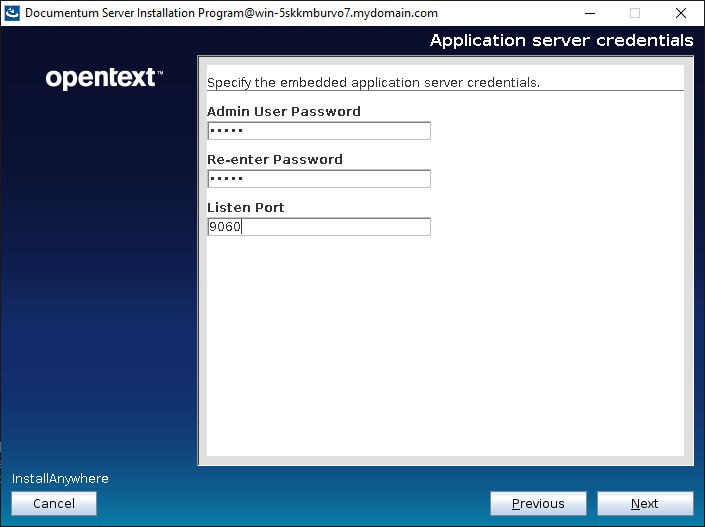 Documentum Server Installation Program@win-5skkmburvo7.mydomain.com
Application server credentials
opentext™
Specify the embedded application server credentials.
Admin User Password
•••••
Re-enter Password
•••••
Listen Port
9060
InstallAnywhere
Cancel
Previous
Next